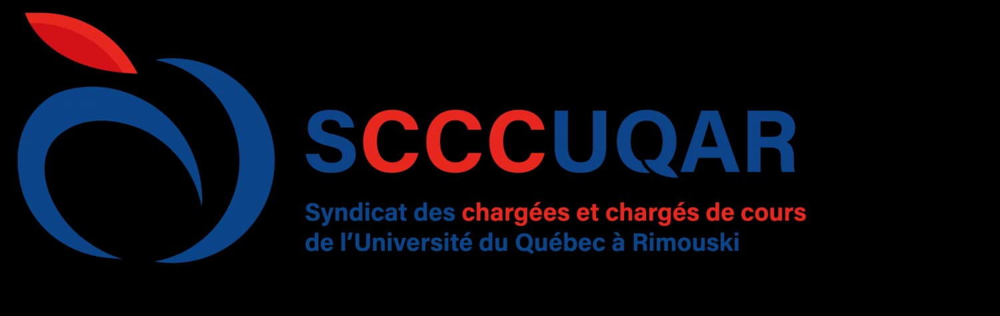 SCCCUQAR
Syndicat des chargées et chargés de cours
de l’Université du Québec à Rimouski